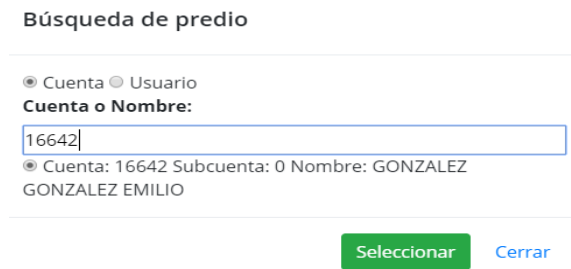 Búsqueda de predio
Cuenta Usuario
Cuenta o Nombre:
16642
Cuenta: 16642 Subcuenta: 0 Nombre: GONZALEZ
GONZALEZ EMILIO
Seleccionar Cerrar